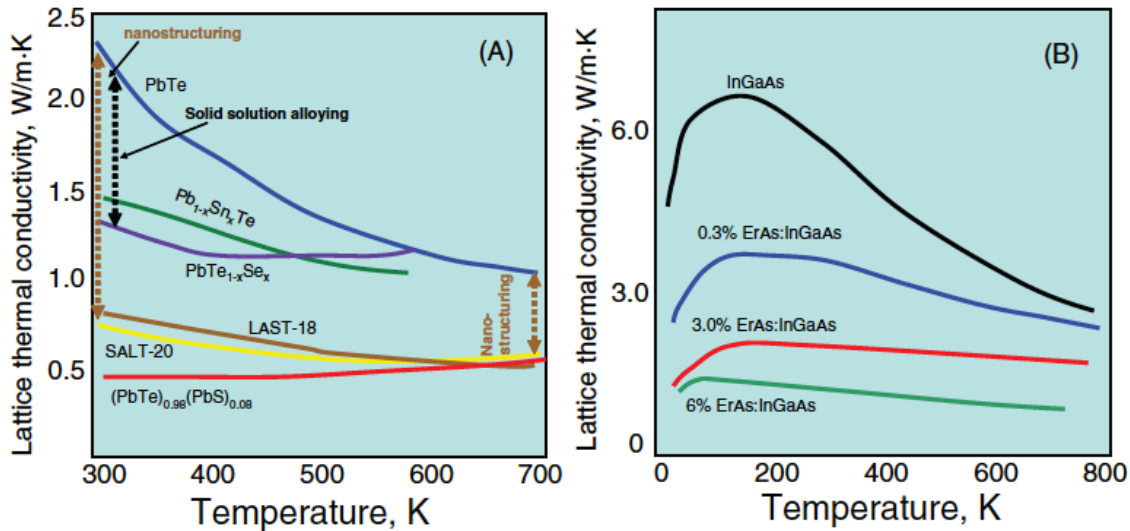 Lattice thermal conductivity, W/m·K
2.5
2.0
1.5
1.0
0.5
(A)
nanostructuring
PbTe
Solid solution alloying
Pb₁₋ₓSnₓTe
PbTe₁₋ₓSeₓ
LAST-18
SALT-20
Nano-
structuring
(PbTe)₀.₉₈(PbS)₀.₀₈
300 400 500 600 700
Temperature, K
Lattice thermal conductivity, W/m·K
6.0
3.0
0
(B)
InGaAs
0.3% ErAs:InGaAs
3.0% ErAs:InGaAs
6% ErAs:InGaAs
0 200 400 600 800
Temperature, K